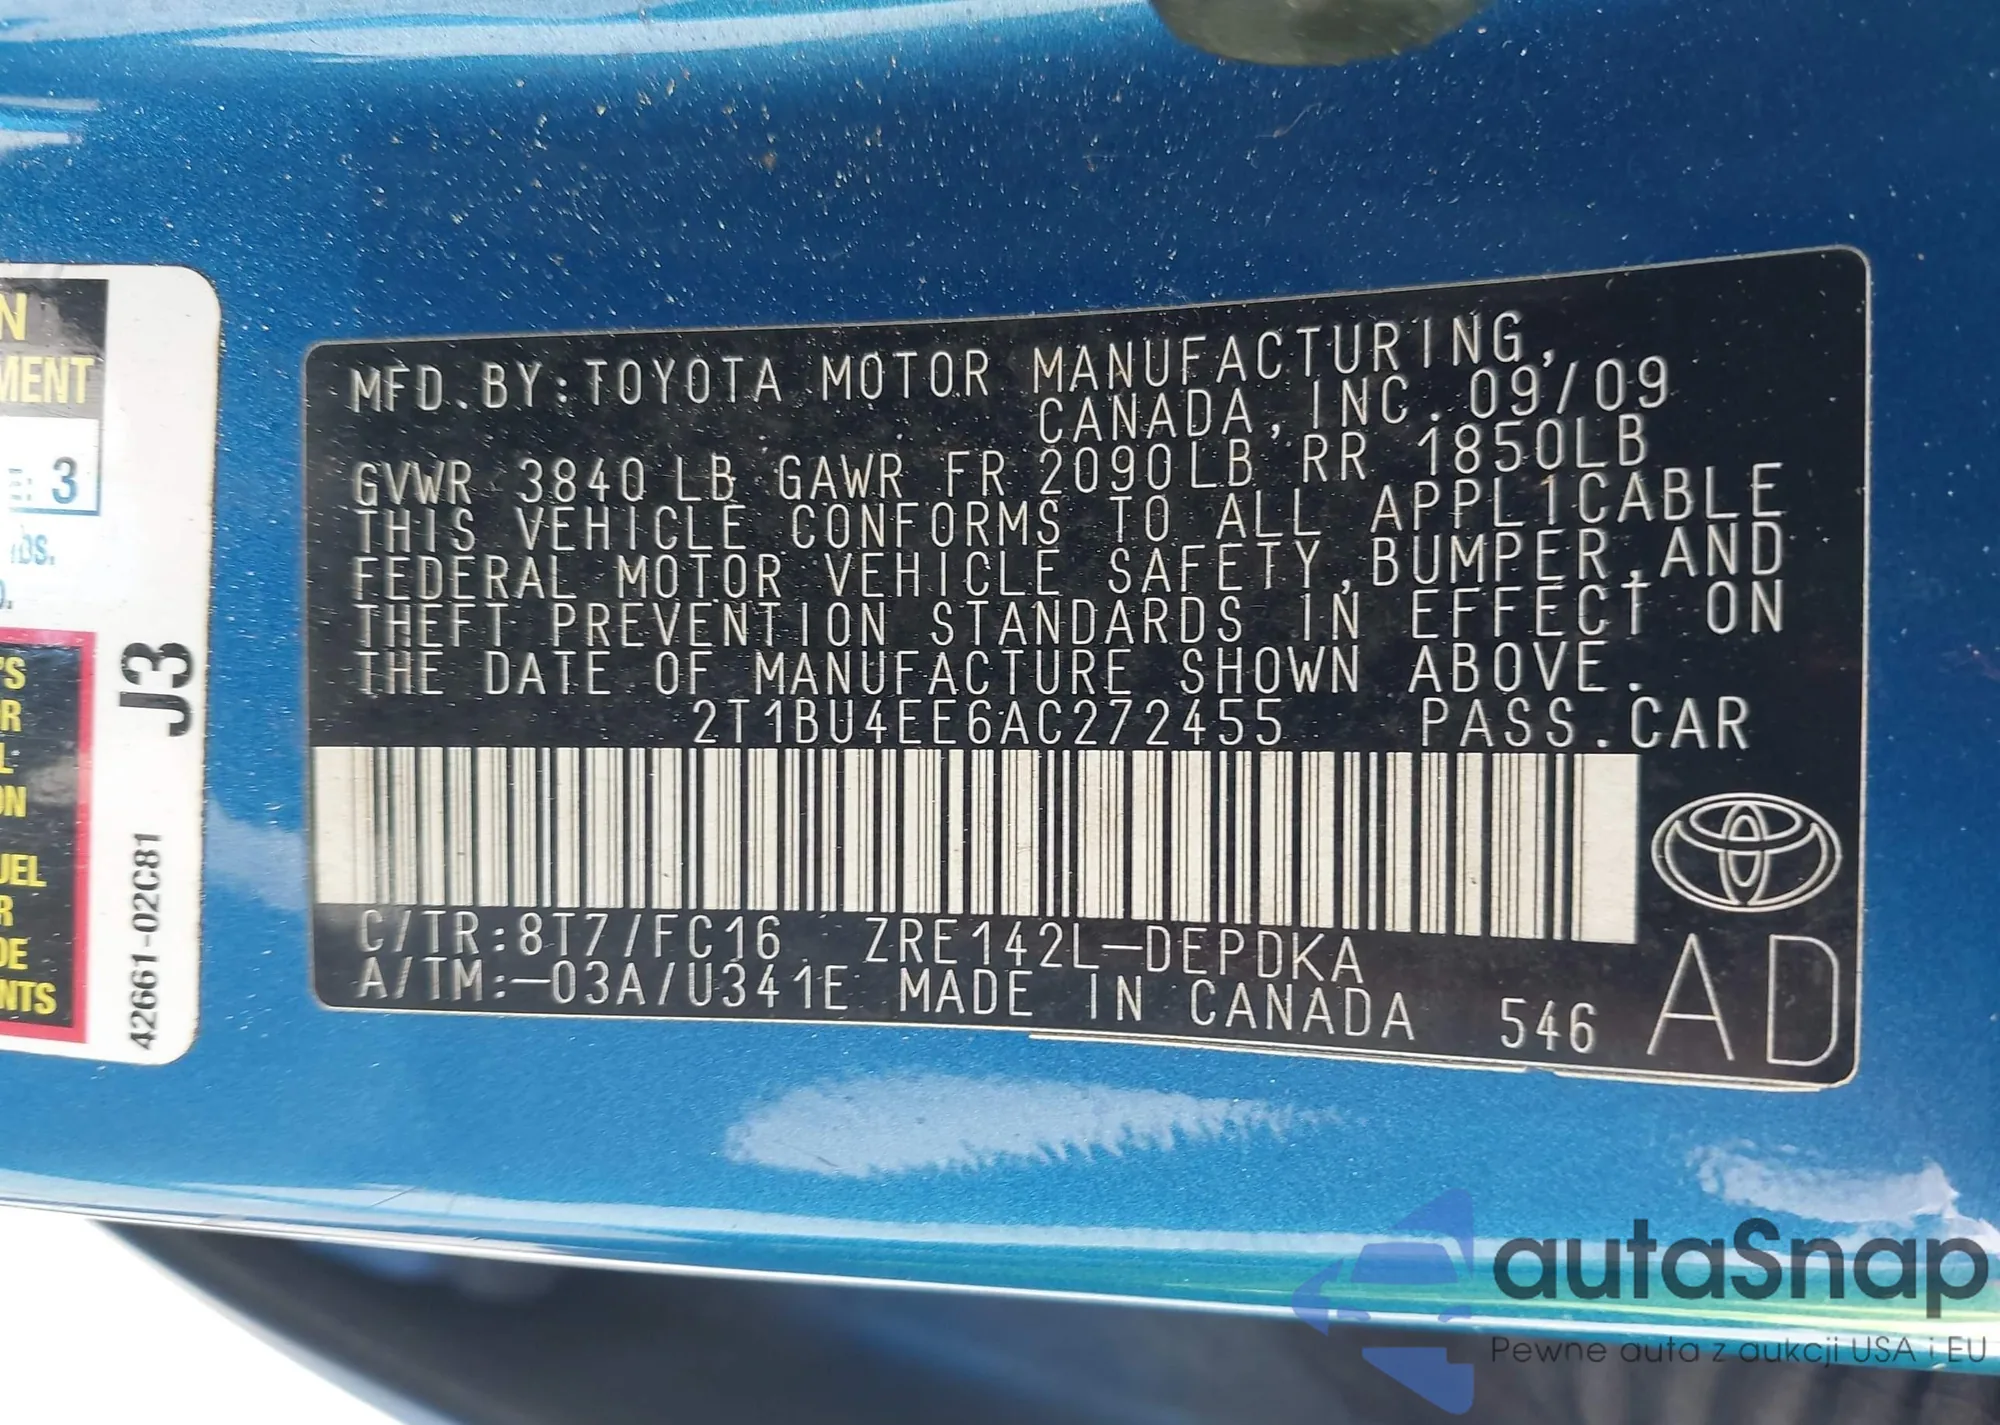 MFD.BY:TOYOTA MOTOR MANUFACTURING,
CANADA,INC.09/09
GVWR 3840LB GAWR FR 2090LB RR 1850LB
THIS VEHICLE CONFORMS TO ALL APPLICABLE
FEDERAL MOTOR VEHICLE SAFETY,BUMPER,AND
THEFT PREVENTION STANDARDS IN EFFECT ON
THE DATE OF MANUFACTURE SHOWN ABOVE.
2T1BU4EE6AC272455 PASS.CAR
C/TR:8T7/FC16 ZRE142L-DEPDKA
A/TM:-03A/U341E MADE IN CANADA 546
AD
3
J3
42661-02C81
autaSnap
Pewne auta z aukcji USA i EU